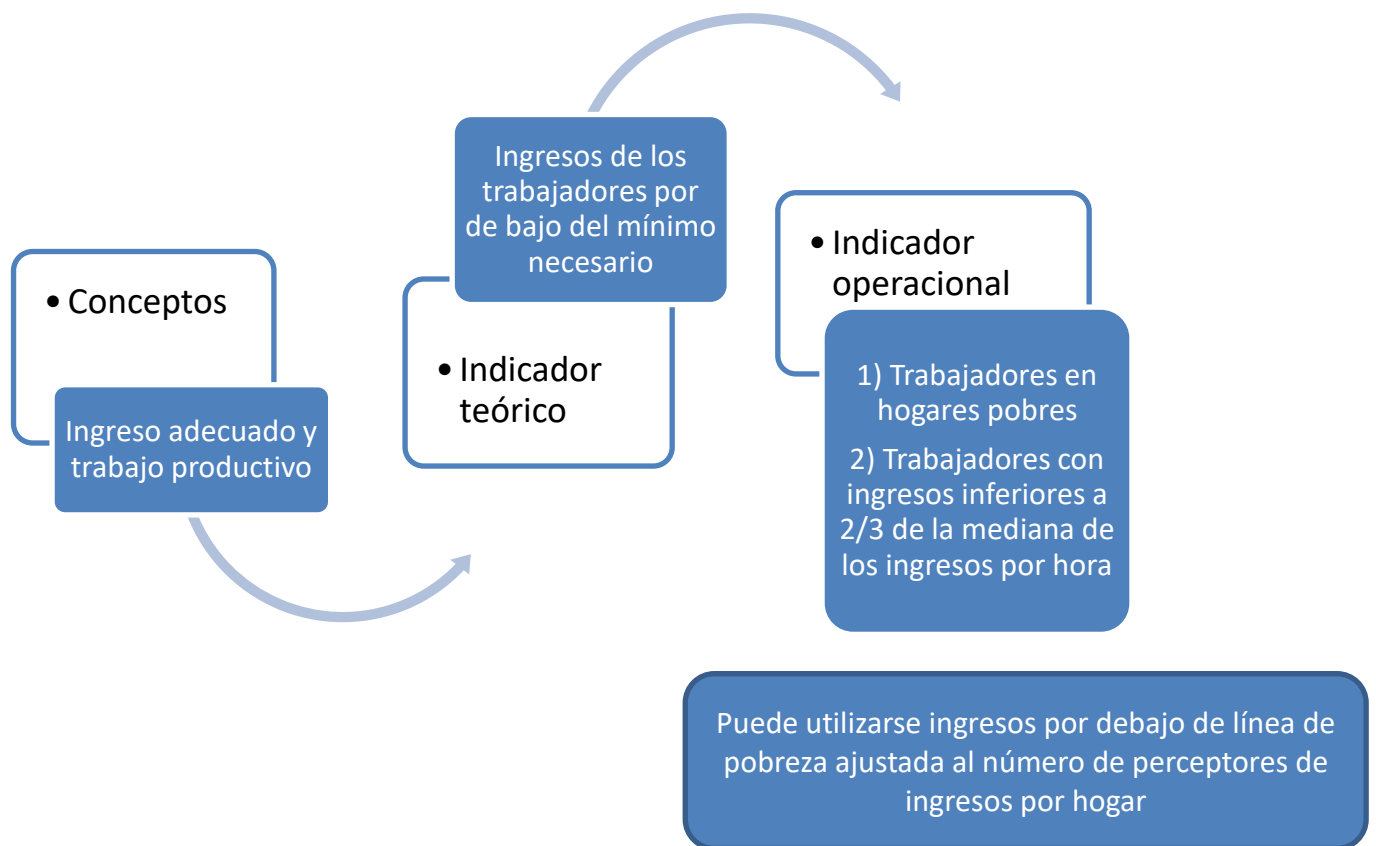 • Conceptos
Ingreso adecuado y
trabajo productivo
Ingresos de los
trabajadores por
de bajo del mínimo
necesario
• Indicador
teórico
• Indicador
operacional
1) Trabajadores en
hogares pobres
2) Trabajadores con
ingresos inferiores a
2/3 de la mediana de
los ingresos por hora
Puede utilizarse ingresos por debajo de línea de
pobreza ajustada al número de perceptores de
ingresos por hogar